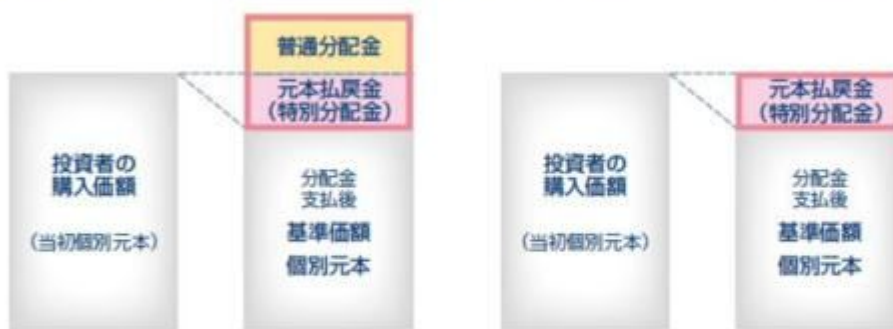 普通分配金
元本払戻金
(特別分配金)
投資者の
購入価額
(当初個別元本)
分配金
支払後
基準価額
個別元本
元本払戻金
(特別分配金)
投資者の
購入価額
(当初個別元本)
分配金
支払後
基準価額
個別元本